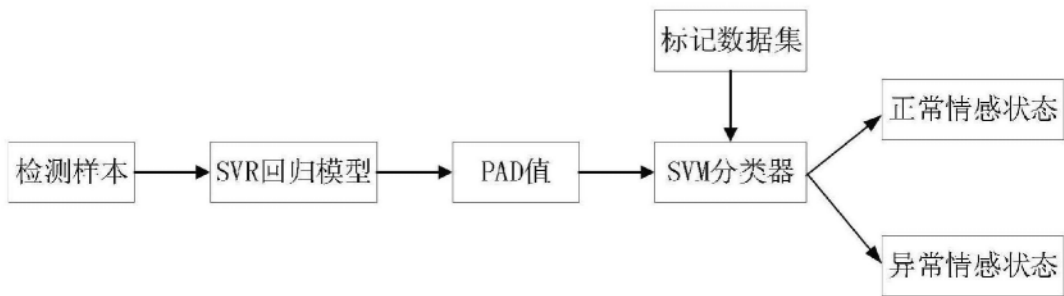 标记数据集
正常情感状态
检测样本
SVR回归模型
PAD值
SVM分类器
异常情感状态